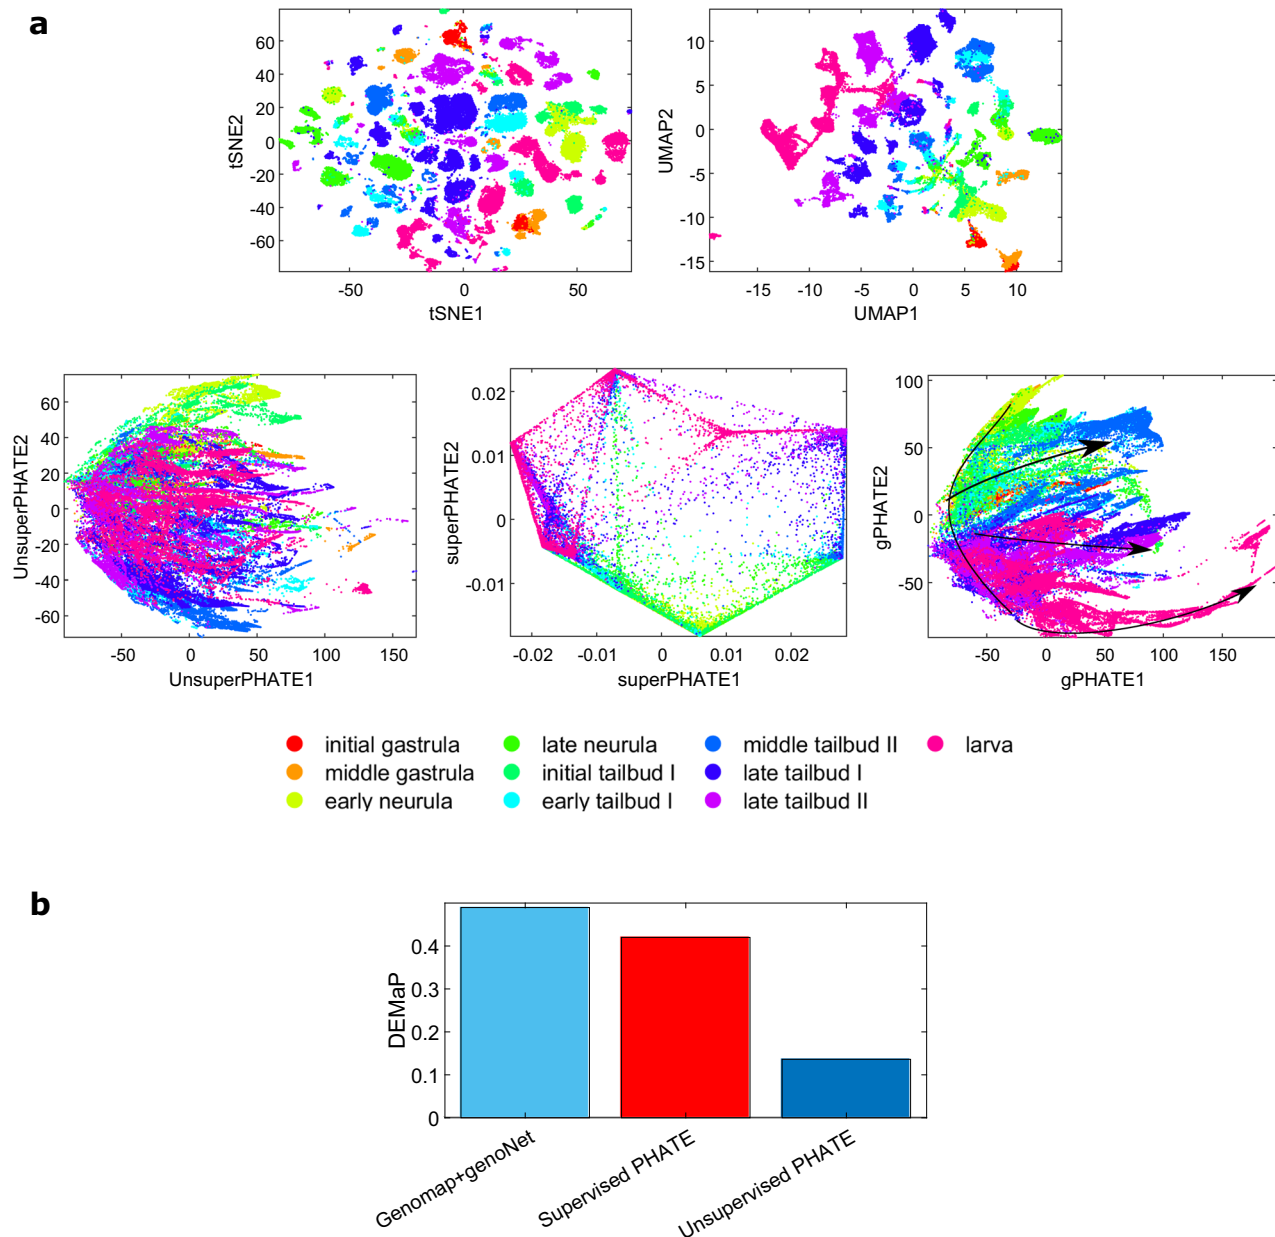 a
60
40
20
0
-20
-40
-60
tSNE2
-50
0
50
tSNE1
10
5
0
-5
-10
-15
UMAP2
-15
-10
-5
0
5
10
UMAP1
60
40
20
0
-20
-40
-60
UnsuperPHATE2
-50
0
50
100
150
UnsuperPHATE1
0.02
0.01
0
-0.01
superPHATE2
-0.02
-0.01
0
0.01
0.02
superPHATE1
100
50
0
-50
gPHATE2
-50
0
50
100
150
gPHATE1
initial gastrula
middle gastrula
early neurula
late neurula
initial tailbud I
early tailbud I
middle tailbud II
late tailbud I
late tailbud II
larva
b
0.4
0.3
0.2
0.1
0
DEMaP
Genomap+genoNet
Supervised PHATE
Unsupervised PHATE